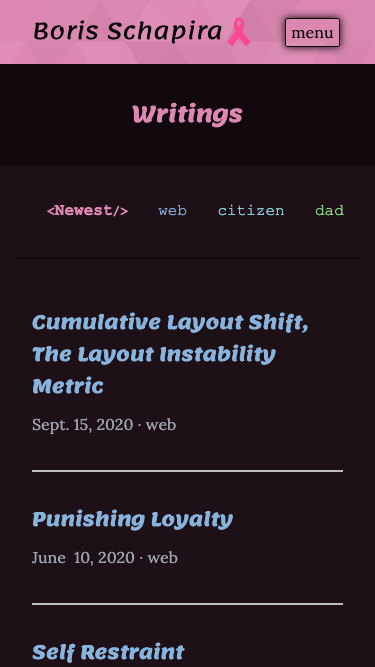 Boris Schapira
menu
Writings
<Newest/> web citizen dad
Cumulative Layout Shift,
The Layout Instability
Metric
Sept. 15, 2020 · web
Punishing Loyalty
June 10, 2020 · web
Self Restraint